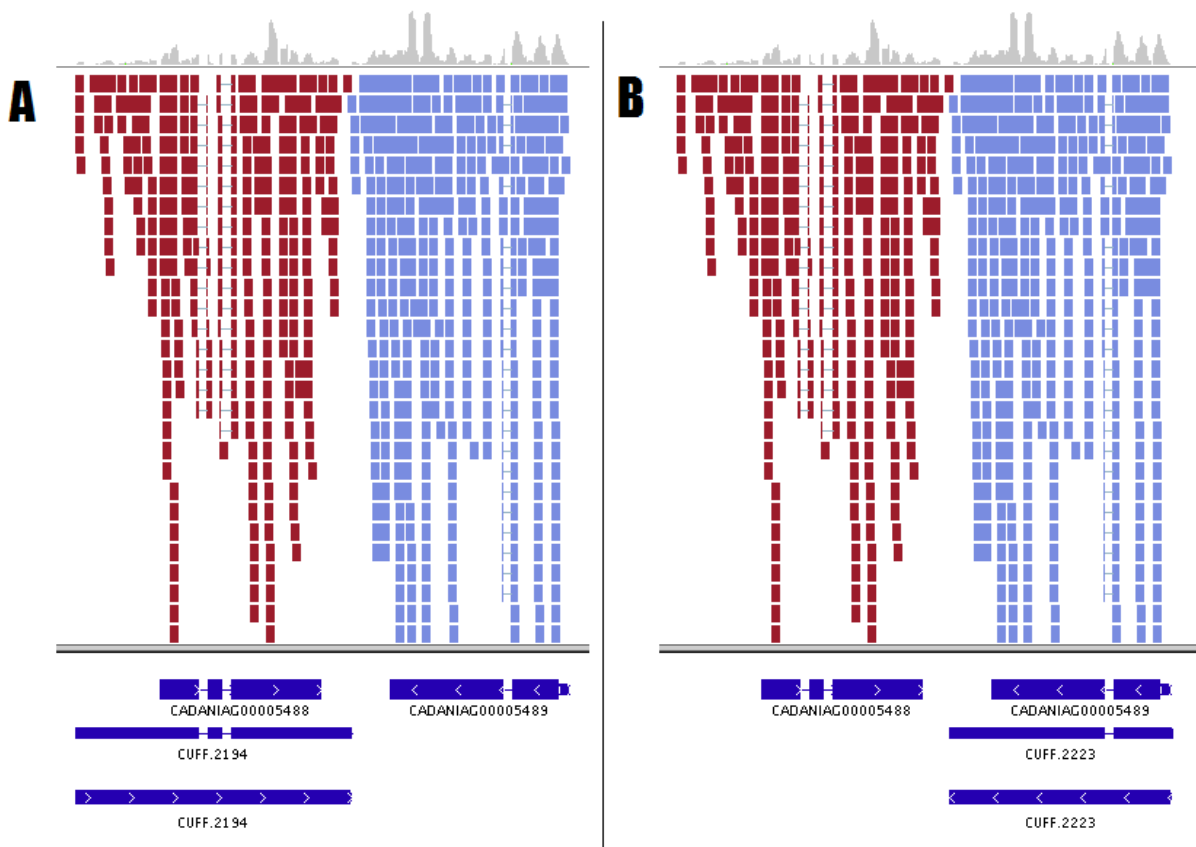 A
CADANIAG00005488
CADANIAG00005489
CUFF.2194
CUFF.2194
B
CADANIAG00005488
CADANIAG00005489
CUFF.2223
CUFF.2223